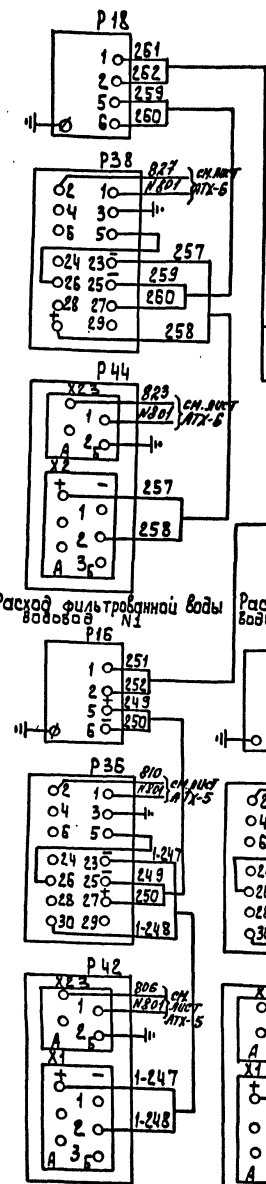 P18
1 261
2 262
5 259
6 260
P38
2 1 827 см. лист
4 3 N801 АТХ-6
6 5
24 23 – 257
26 25 – 259
28 27 260
+ 29 258
P44
X23 823 см. лист
1 N801 АТХ-6
2
А Б
X2
+ – 257
1
2 258
А 3 Б
Расход фильтрованной воды
водовод N1
Рас
вод
P16
1 251
2 252
5 + 249
6 – 250
P36
2 1 810 см. лист
4 3 N801 АТХ-5
6 5
24 23 – 1-247
26 25 – 249
28 27 + 250
30 29 1-248
P42
X23 806 см.
1 N801 лист
2 АТХ-5
А Б
X1
+ – 1-247
1
2 1-248
А 3 Б